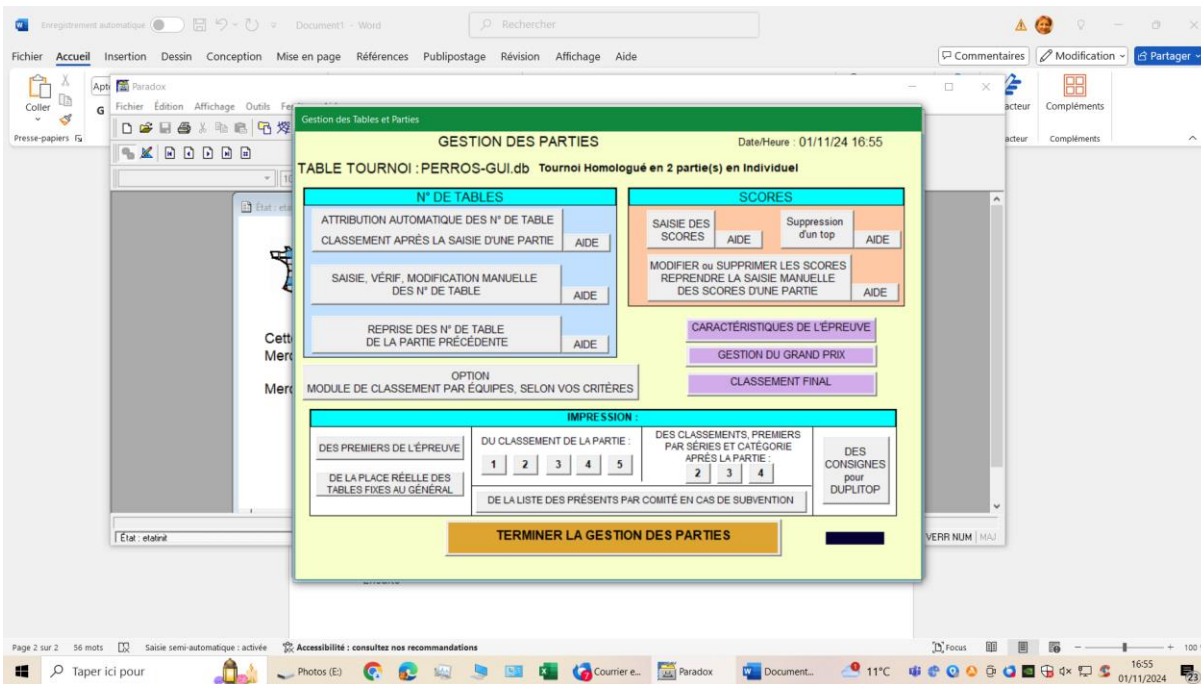 Enregistrement automatique
Document1 - Word
Rechercher
Fichier Accueil Insertion Dessin Conception Mise en page Références Publipostage Révision Affichage Aide
Commentaires
Modification
Partager
Coller
G
Presse-papiers
Compléments
Compléments
Paradox
Fichier Édition Affichage Outils
Gestion des Tables et Parties
GESTION DES PARTIES
Date/Heure : 01/11/24 16:55
TABLE TOURNOI : PERROS-GUI.db Tournoi Homologué en 2 partie(s) en Individuel
N° DE TABLES
ATTRIBUTION AUTOMATIQUE DES N° DE TABLE
CLASSEMENT APRÈS LA SAISIE D'UNE PARTIE
AIDE
SAISIE, VÉRIF, MODIFICATION MANUELLE
DES N° DE TABLE
AIDE
REPRISE DES N° DE TABLE
DE LA PARTIE PRÉCÉDENTE
AIDE
SCORES
SAISIE DES
SCORES
AIDE
Suppression
d'un top
AIDE
MODIFIER ou SUPPRIMER LES SCORES
REPRENDRE LA SAISIE MANUELLE
DES SCORES D'UNE PARTIE
AIDE
CARACTÉRISTIQUES DE L'ÉPREUVE
GESTION DU GRAND PRIX
CLASSEMENT FINAL
OPTION
MODULE DE CLASSEMENT PAR ÉQUIPES, SELON VOS CRITÈRES
IMPRESSION :
DES PREMIERS DE L'ÉPREUVE
DE LA PLACE RÉELLE DES
TABLES FIXES AU GÉNÉRAL
DU CLASSEMENT DE LA PARTIE :
1 2 3 4 5
DES CLASSEMENTS, PREMIERS
PAR SÉRIES ET CATÉGORIE
APRÈS LA PARTIE :
2 3 4
DE LA LISTE DES PRÉSENTS PAR COMITÉ EN CAS DE SUBVENTION
DES
CONSIGNES
pour
DUPLITOP
TERMINER LA GESTION DES PARTIES
État : etatinit
VERR NUM MAJ
Page 2 sur 2 56 mots Saisie semi-automatique : activée Accessibilité : consultez nos recommandations
Focus
100
Taper ici pour
Photos (E:)
Courrier e...
Paradox
Document...
11°C
16:55
01/11/2024
23